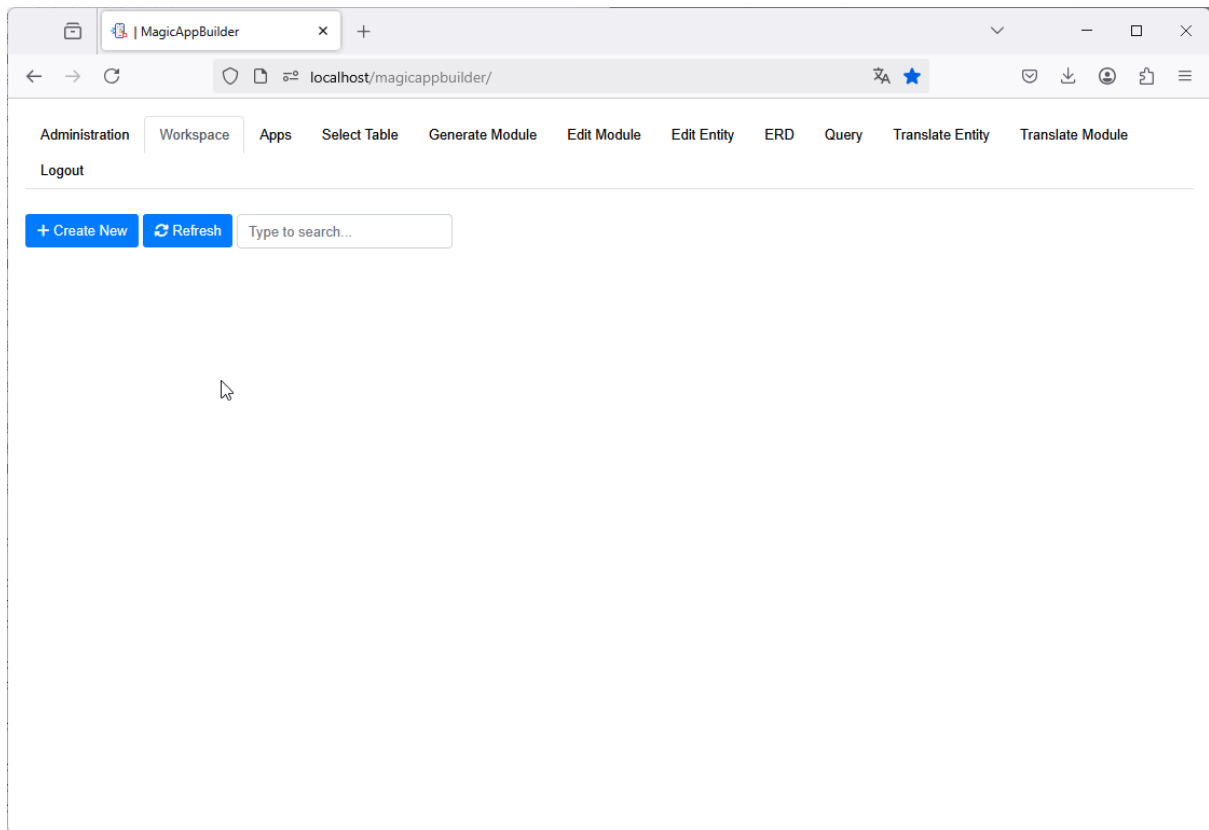 | MagicAppBuilder
localhost/magicappbuilder/
Administration Workspace Apps Select Table Generate Module Edit Module Edit Entity ERD Query Translate Entity Translate Module
Logout
Create New Refresh Type to search...